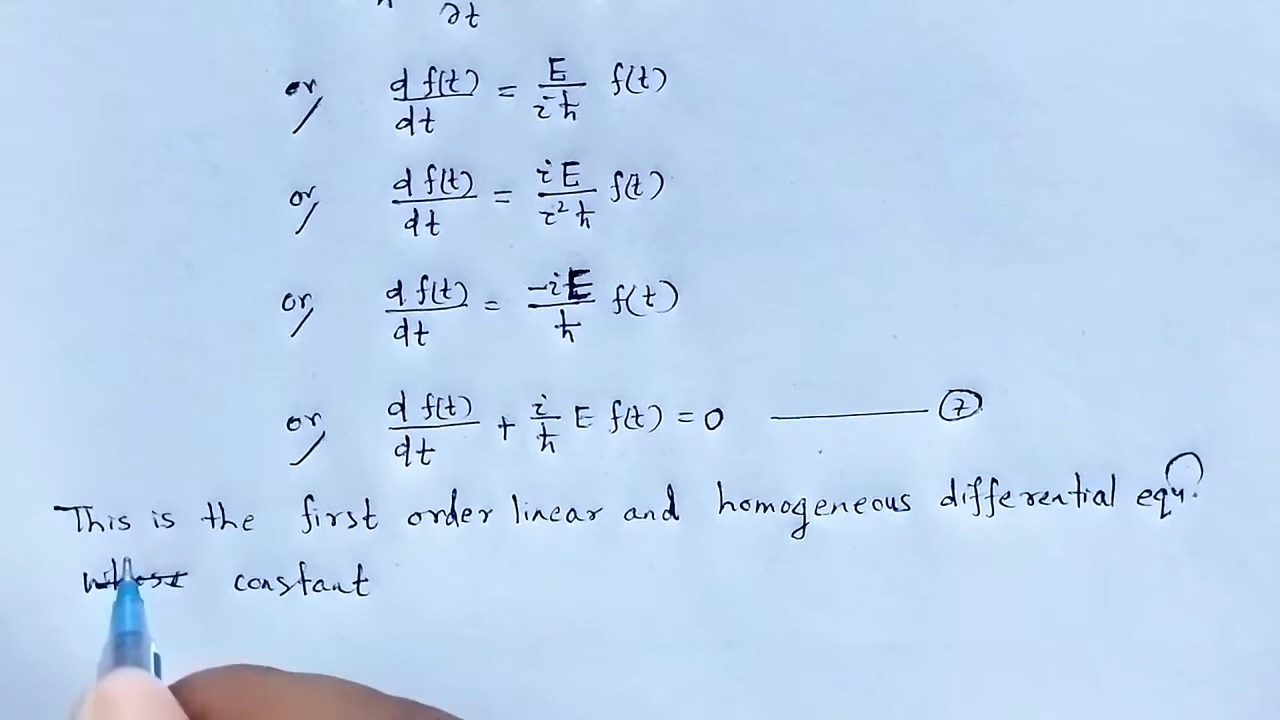 ∂t
or, d f(t)/dt = E/iħ f(t)
or, d f(t)/dt = iE/i²ħ f(t)
or, d f(t)/dt = -iE/ħ f(t)
or, d f(t)/dt + i/ħ E f(t) = 0 ——— ⑦
This is the first order linear and homogeneous differential equ.
constant